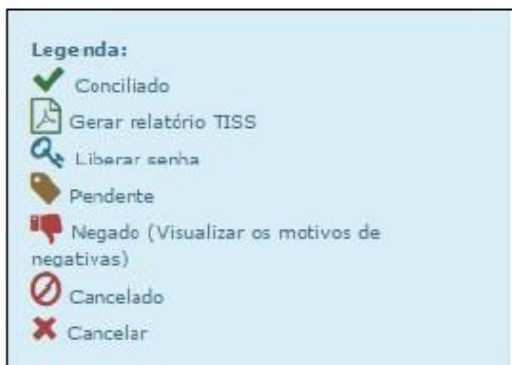 Legenda:
Conciliado
Gerar relatório TISS
Liberar senha
Pendente
Negado (Visualizar os motivos de
negativas)
Cancelado
Cancelar